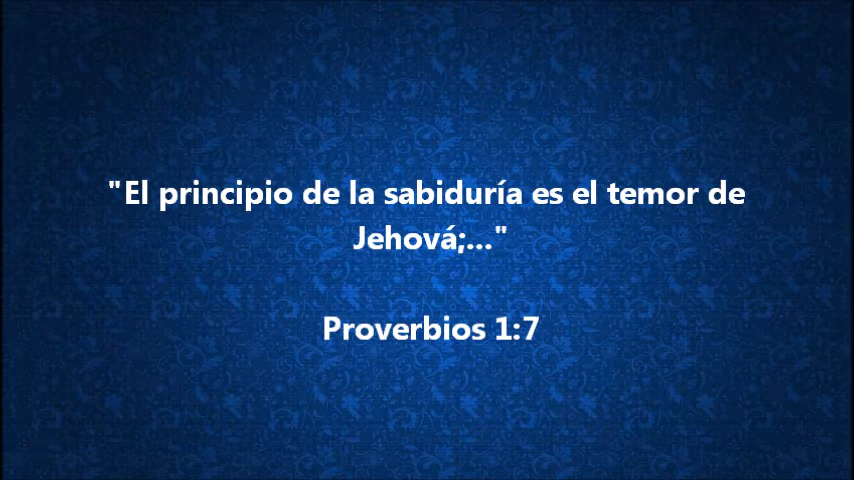 "El principio de la sabiduría es el temor de
Jehová;..."
Proverbios 1:7